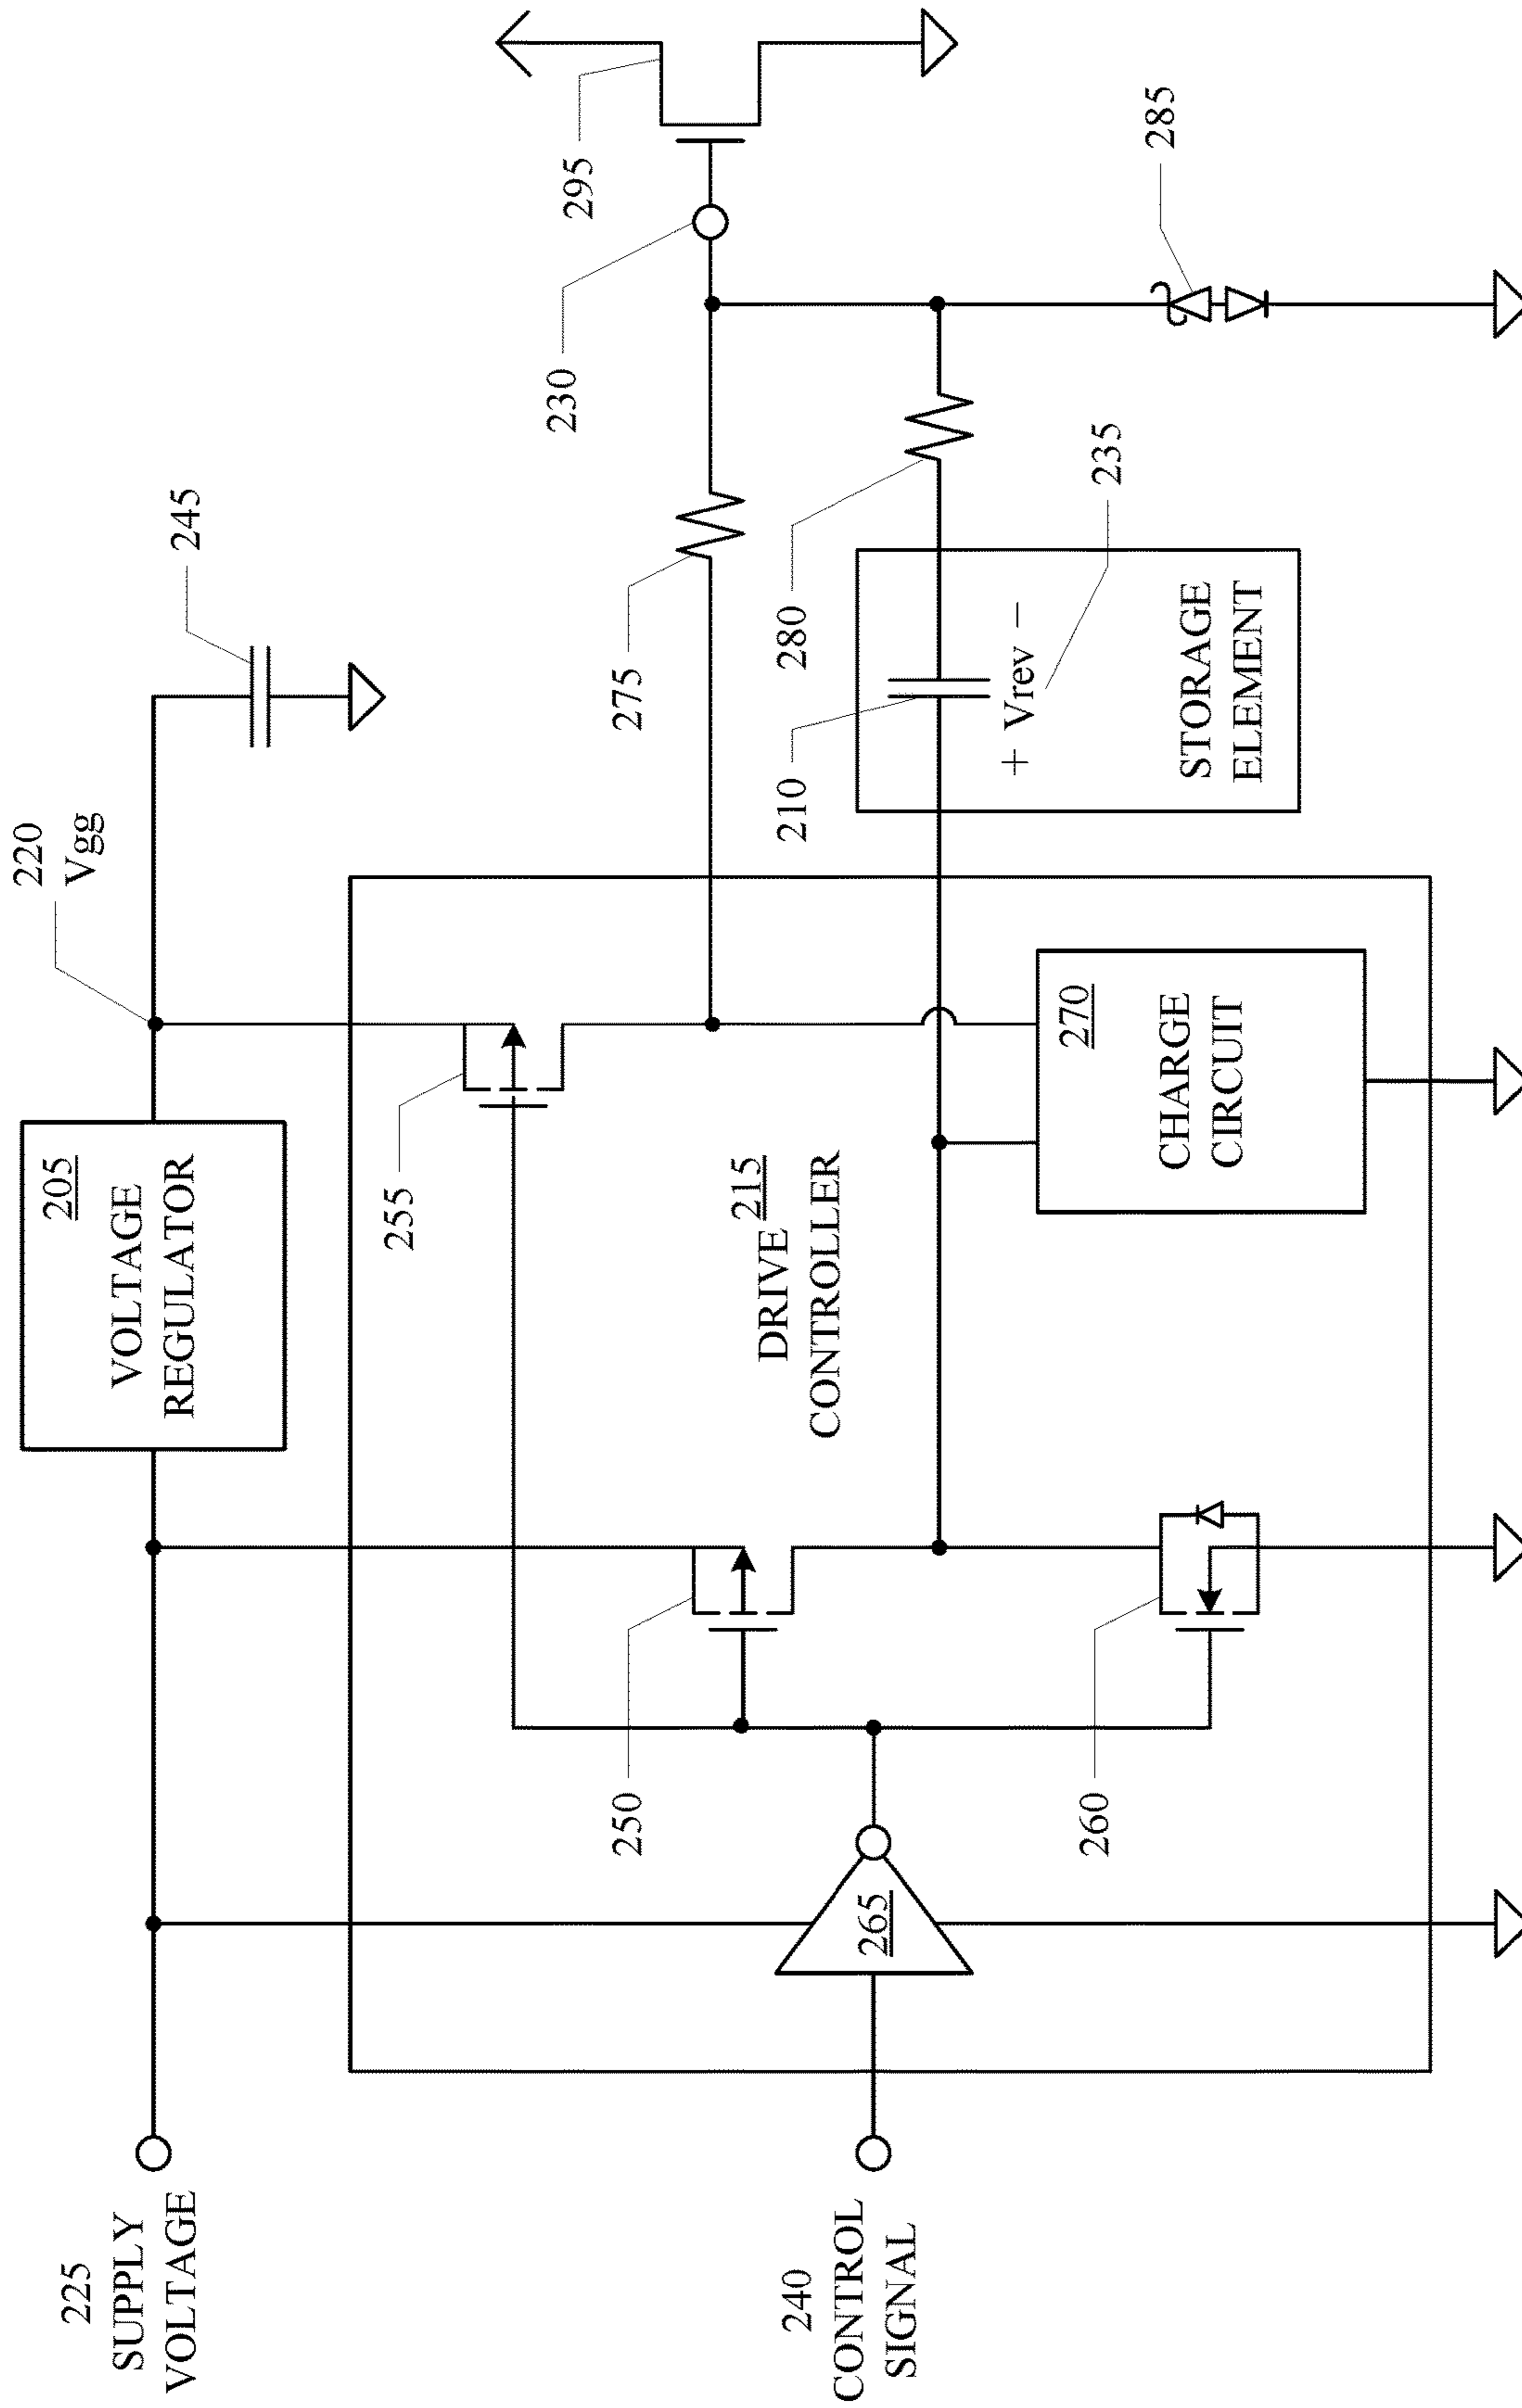 225
SUPPLY
VOLTAGE
205
VOLTAGE
REGULATOR
220
Vgg
245
255
275
230
295
250
DRIVE 215
CONTROLLER
210
280
+ Vrev −
235
STORAGE
ELEMENT
285
240
CONTROL
SIGNAL
265
260
270
CHARGE
CIRCUIT